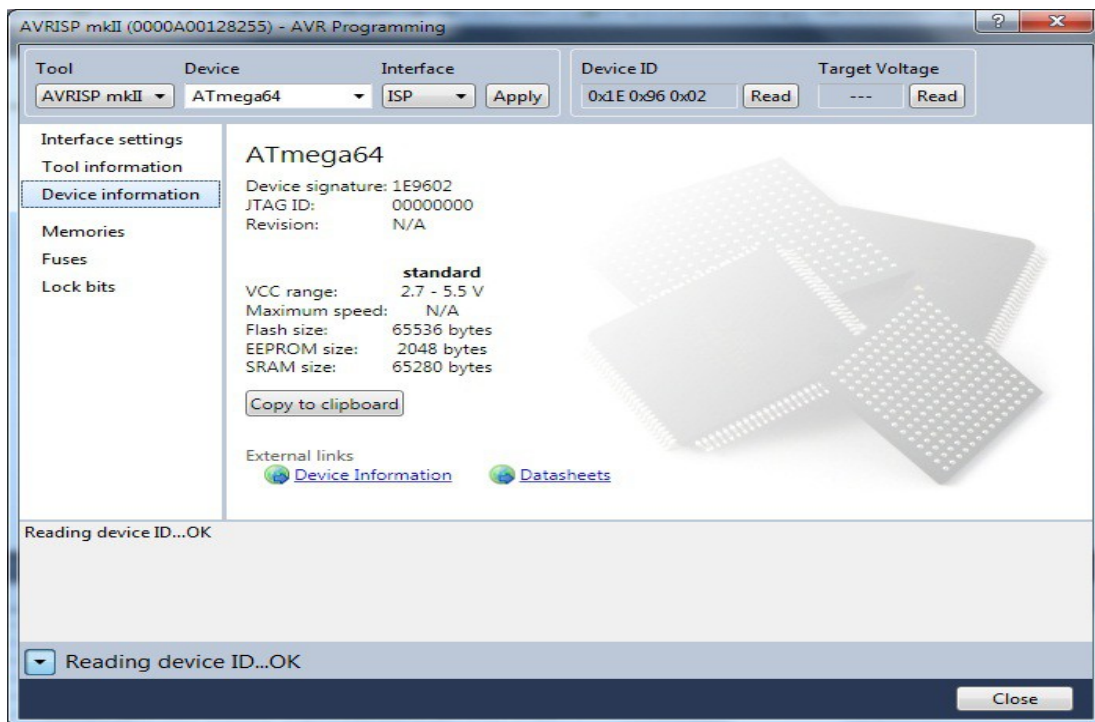 AVRISP mkII (0000A00128255) - AVR Programming
Tool Device Interface Device ID Target Voltage
AVRISP mkII ATmega64 ISP Apply 0x1E 0x96 0x02 Read --- Read
Interface settings
Tool information
Device information
Memories
Fuses
Lock bits
ATmega64
Device signature: 1E9602
JTAG ID: 00000000
Revision: N/A
standard
VCC range: 2.7 - 5.5 V
Maximum speed: N/A
Flash size: 65536 bytes
EEPROM size: 2048 bytes
SRAM size: 65280 bytes
Copy to clipboard
External links
Device Information Datasheets
Reading device ID...OK
Reading device ID...OK
Close